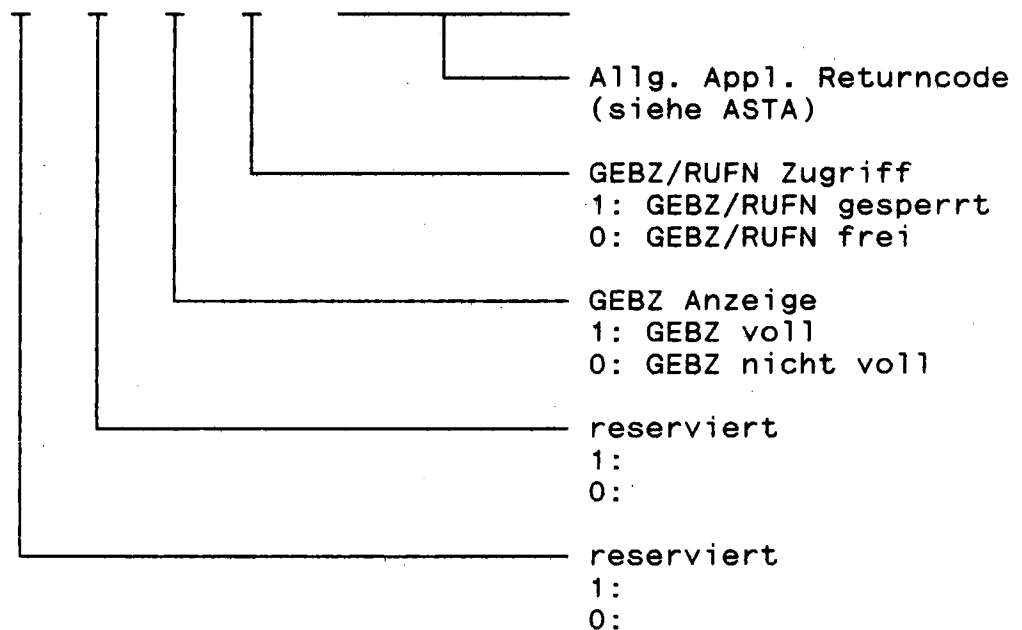 Allg. Appl. Returncode
(siehe ASTA)
GEBZ/RUFN Zugriff
1: GEBZ/RUFN gesperrt
0: GEBZ/RUFN frei
GEBZ Anzeige
1: GEBZ voll
0: GEBZ nicht voll
reserviert
1:
0:
reserviert
1:
0: